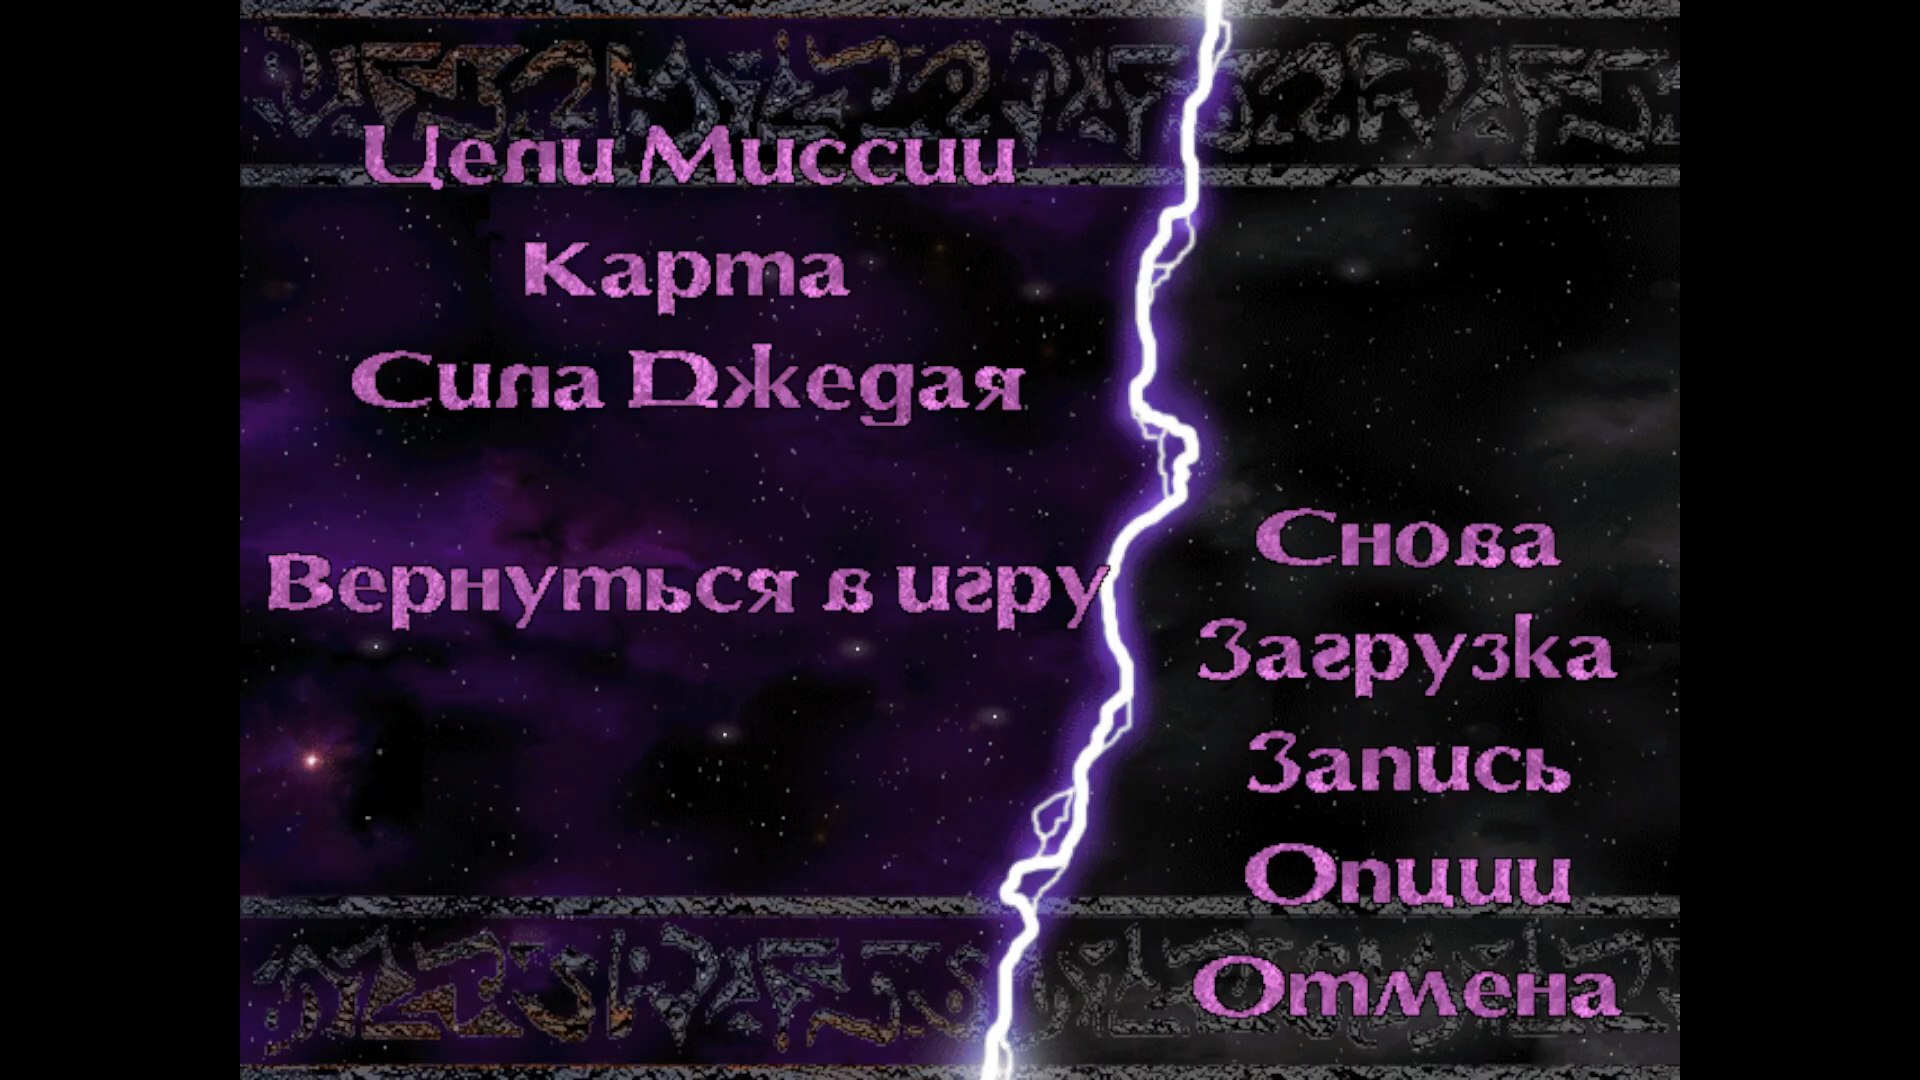 Цели Миссии
Карта
Сила Джедая
Вернуться в игру
Снова
Загрузка
Запись
Опции
Отмена